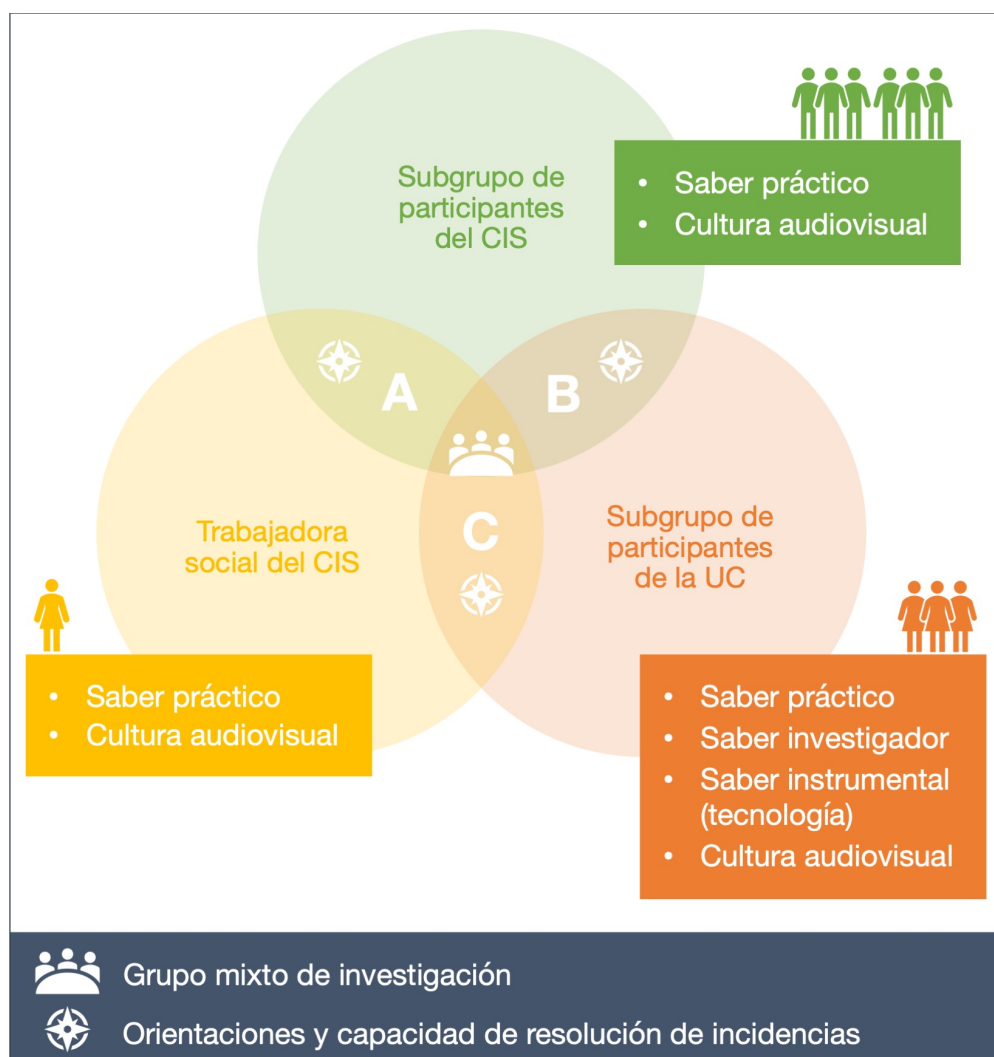 Subgrupo de
participantes
del CIS
• Saber práctico
• Cultura audiovisual
A
B
Trabajadora
social del CIS
C
Subgrupo de
participantes
de la UC
• Saber práctico
• Cultura audiovisual
• Saber práctico
• Saber investigador
• Saber instrumental
(tecnología)
• Cultura audiovisual
Grupo mixto de investigación
Orientaciones y capacidad de resolución de incidencias